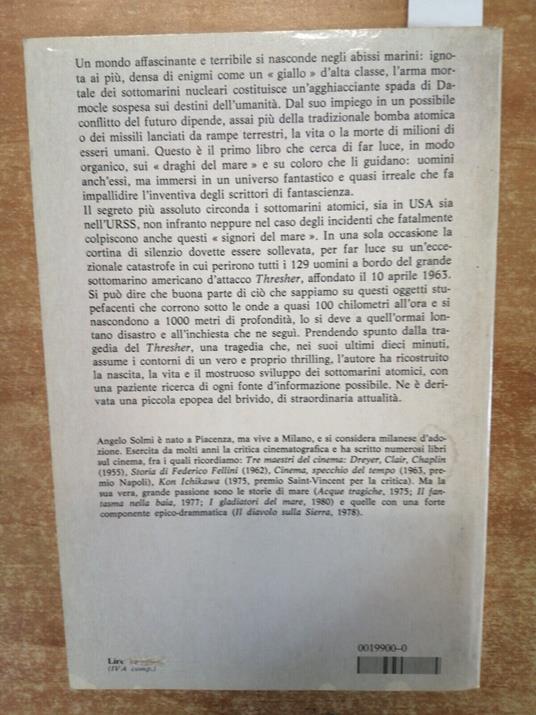 Un mondo affascinante e terribile si nasconde negli abissi marini: igno-
ta ai più, densa di enigmi come un « giallo » d'alta classe, l'arma mor-
tale dei sottomarini nucleari costituisce un'agghiacciante spada di Da-
mocle sospesa sui destini dell'umanità. Dal suo impiego in un possibile
conflitto del futuro dipende, assai più della tradizionale bomba atomica
o dei missili lanciati da rampe terrestri, la vita o la morte di milioni di
esseri umani. Questo è il primo libro che cerca di far luce, in modo
organico, sui « draghi del mare » e su coloro che li guidano: uomini
anch'essi, ma immersi in un universo fantastico e quasi irreale che fa
impallidire l'inventiva degli scrittori di fantascienza.
Il segreto più assoluto circonda i sottomarini atomici, sia in USA sia
nell'URSS, non infranto neppure nel caso degli incidenti che fatalmente
colpiscono anche questi « signori del mare ». In una sola occasione la
cortina di silenzio dovette essere sollevata, per far luce su un'ecce-
zionale catastrofe in cui perirono tutti i 129 uomini a bordo del grande
sottomarino americano d'attacco Thresher, affondato il 10 aprile 1963.
Si può dire che buona parte di ciò che sappiamo su questi oggetti stu-
pefacenti che corrono sotto le onde a quasi 100 chilometri all'ora e si
nascondono a 1000 metri di profondità, lo si deve a quell'ormai lon-
tano disastro e all'inchiesta che ne seguì. Prendendo spunto dalla tra-
gedia del Thresher, una tragedia che, nei suoi ultimi dieci minuti,
assume i contorni di un vero e proprio thrilling, l'autore ha ricostruito
la nascita, la vita e il mostruoso sviluppo dei sottomarini atomici, con
una paziente ricerca di ogni fonte d'informazione possibile. Ne è deri-
vata una piccola epopea del brivido, di straordinaria attualità.
Angelo Solmi è nato a Piacenza, ma vive a Milano, e si considera milanese d'ado-
zione. Esercita da molti anni la critica cinematografica e ha scritto numerosi libri
sul cinema, fra i quali ricordiamo: Tre maestri del cinema: Dreyer, Clair, Chaplin
(1955), Storia di Federico Fellini (1962), Cinema, specchio del tempo (1963, pre-
mio Napoli), Kon Ichikawa (1975, premio Saint-Vincent per la critica). Ma la
sua vera, grande passione sono le storie di mare (Acque tragiche, 1975; Il fan-
tasma nella baia, 1977; I gladiatori del mare, 1980) e quelle con una forte
componente epico-drammatica (Il diavolo sulla Sierra, 1978).
Lire
(IVA comp.)
0019900-0